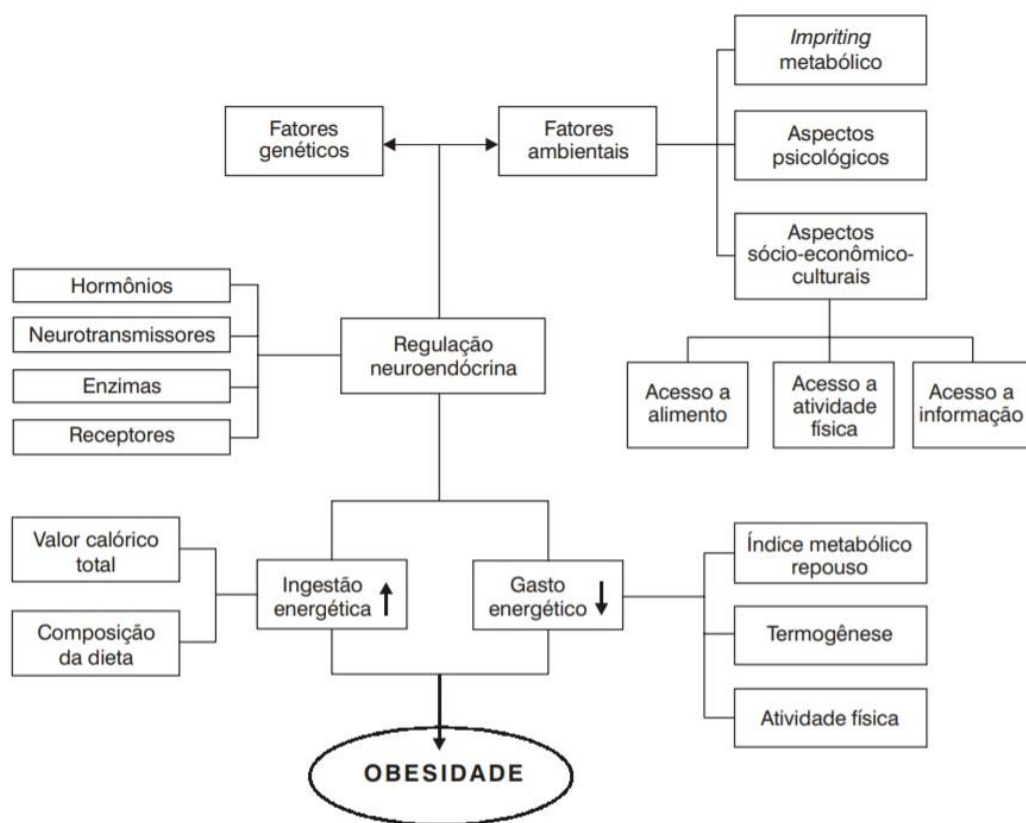 Impriting
metabólico
Fatores
genéticos
Fatores
ambientais
Aspectos
psicológicos
Aspectos
sócio-econômico-
culturais
Hormônios
Neurotransmissores
Enzimas
Receptores
Regulação
neuroendócrina
Acesso a
alimento
Acesso a
atividade
física
Acesso a
informação
Valor calórico
total
Composição
da dieta
Ingestão
energética
Gasto
energético
Índice metabólico
repouso
Termogênese
Atividade física
OBESIDADE